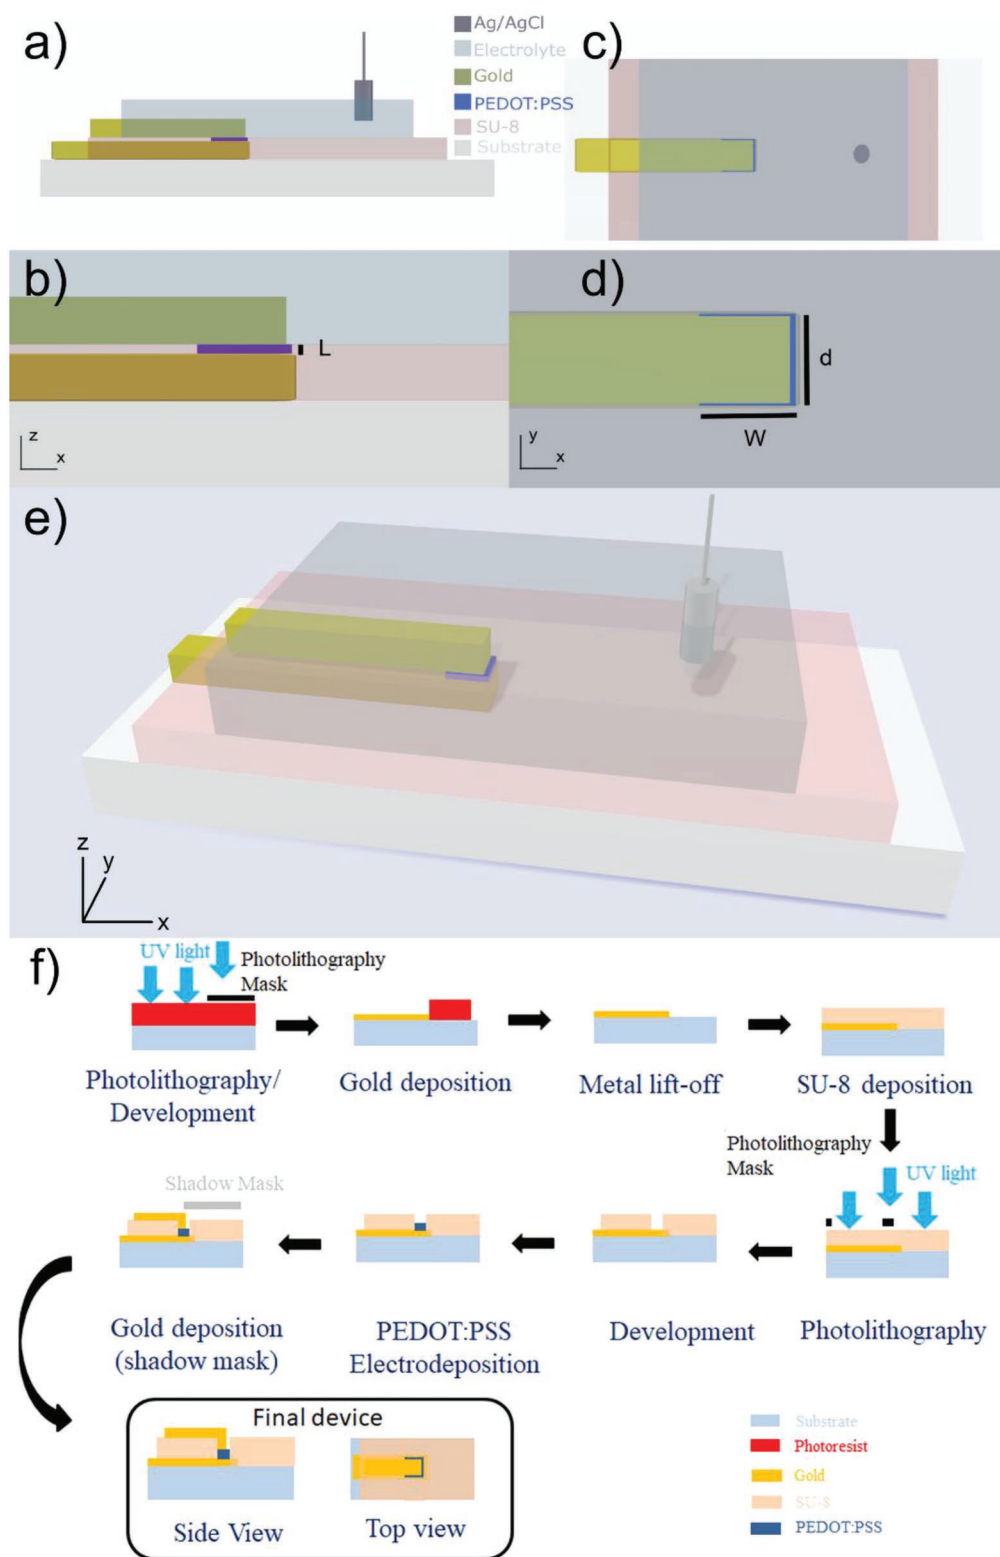 a)
Ag/AgCl
Electrolyte
Gold
PEDOT:PSS
SU-8
Substrate
c)
b)
L
z
x
d)
d
W
y
x
e)
z
y
x
f)
UV light
Photolithography
Mask
Photolithography/
Development
Gold deposition
Metal lift-off
SU-8 deposition
Photolithography
Mask
UV light
Shadow Mask
Gold deposition
(shadow mask)
PEDOT:PSS
Electrodeposition
Development
Photolithography
Final device
Side View
Top view
Substrate
Photoresist
Gold
SU-8
PEDOT:PSS